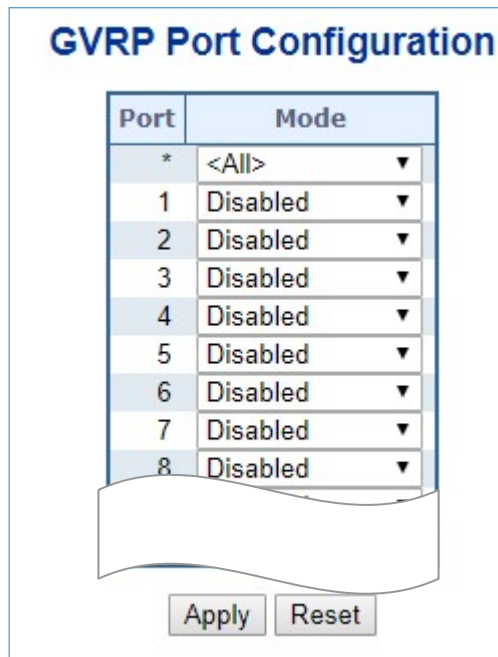 GVRP Port Configuration
Port Mode
* <All>
1 Disabled
2 Disabled
3 Disabled
4 Disabled
5 Disabled
6 Disabled
7 Disabled
8 Disabled
Apply Reset